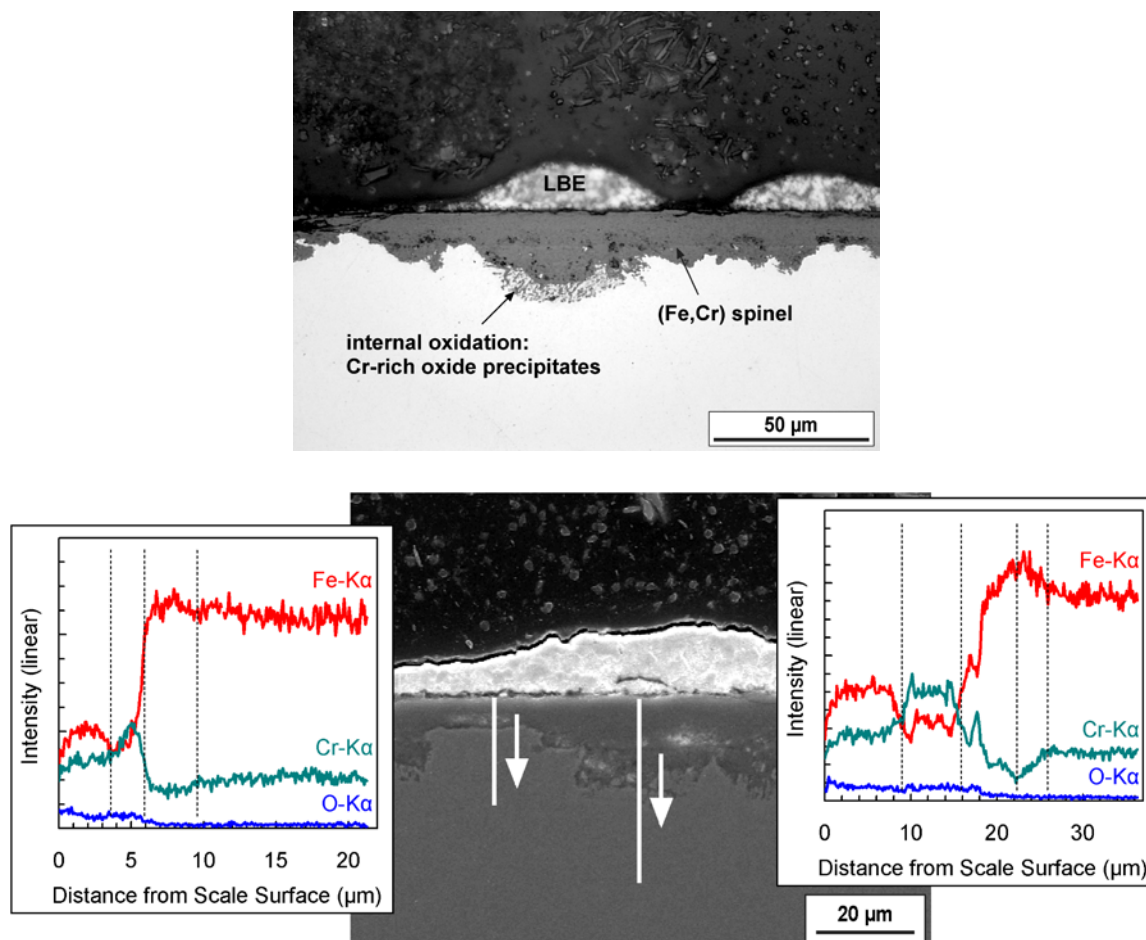 LBE
(Fe,Cr) spinel
internal oxidation:
Cr-rich oxide precipitates
50 µm
Fe-Kα
Cr-Kα
O-Kα
Intensity (linear)
0 5 10 15 20
Distance from Scale Surface (µm)
Fe-Kα
Cr-Kα
O-Kα
Intensity (linear)
0 10 20 30
Distance from Scale Surface (µm)
20 µm